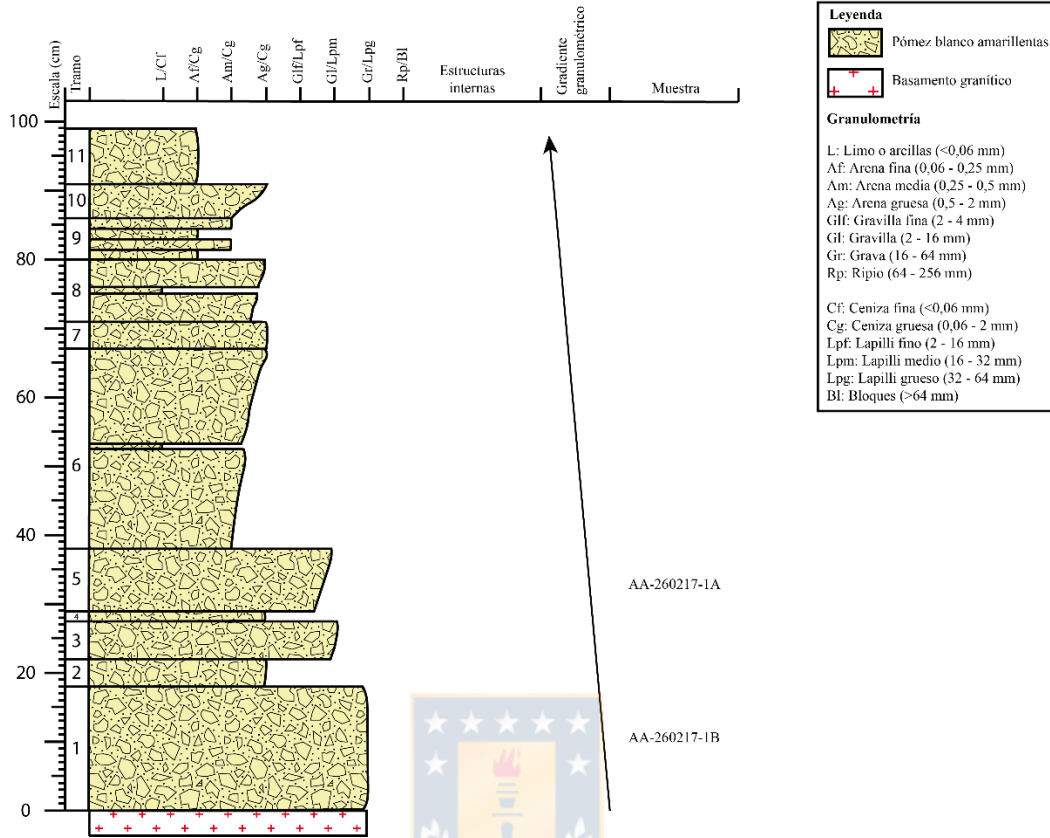 Escala (cm)
Tramo
L/Cf
Af/Cg
Am/Cg
Ag/Cg
Glf/Lpf
Gl/Lpm
Gr/Lpg
Rp/Bl
Estructuras
internas
Gradiente
granulométrico
Muestra
100
80
60
40
20
0
11
10
9
8
7
6
5
4
3
2
1
AA-260217-1A
AA-260217-1B
Leyenda
Pómez blanco amarillentas
Basamento granítico
Granulometría
L: Limo o arcillas (<0,06 mm)
Af: Arena fina (0,06 - 0,25 mm)
Am: Arena media (0,25 - 0,5 mm)
Ag: Arena gruesa (0,5 - 2 mm)
Glf: Gravilla fina (2 - 4 mm)
Gl: Gravilla (2 - 16 mm)
Gr: Grava (16 - 64 mm)
Rp: Ripio (64 - 256 mm)
Cf: Ceniza fina (<0,06 mm)
Cg: Ceniza gruesa (0,06 - 2 mm)
Lpf: Lapilli fino (2 - 16 mm)
Lpm: Lapilli medio (16 - 32 mm)
Lpg: Lapilli grueso (32 - 64 mm)
Bl: Bloques (>64 mm)